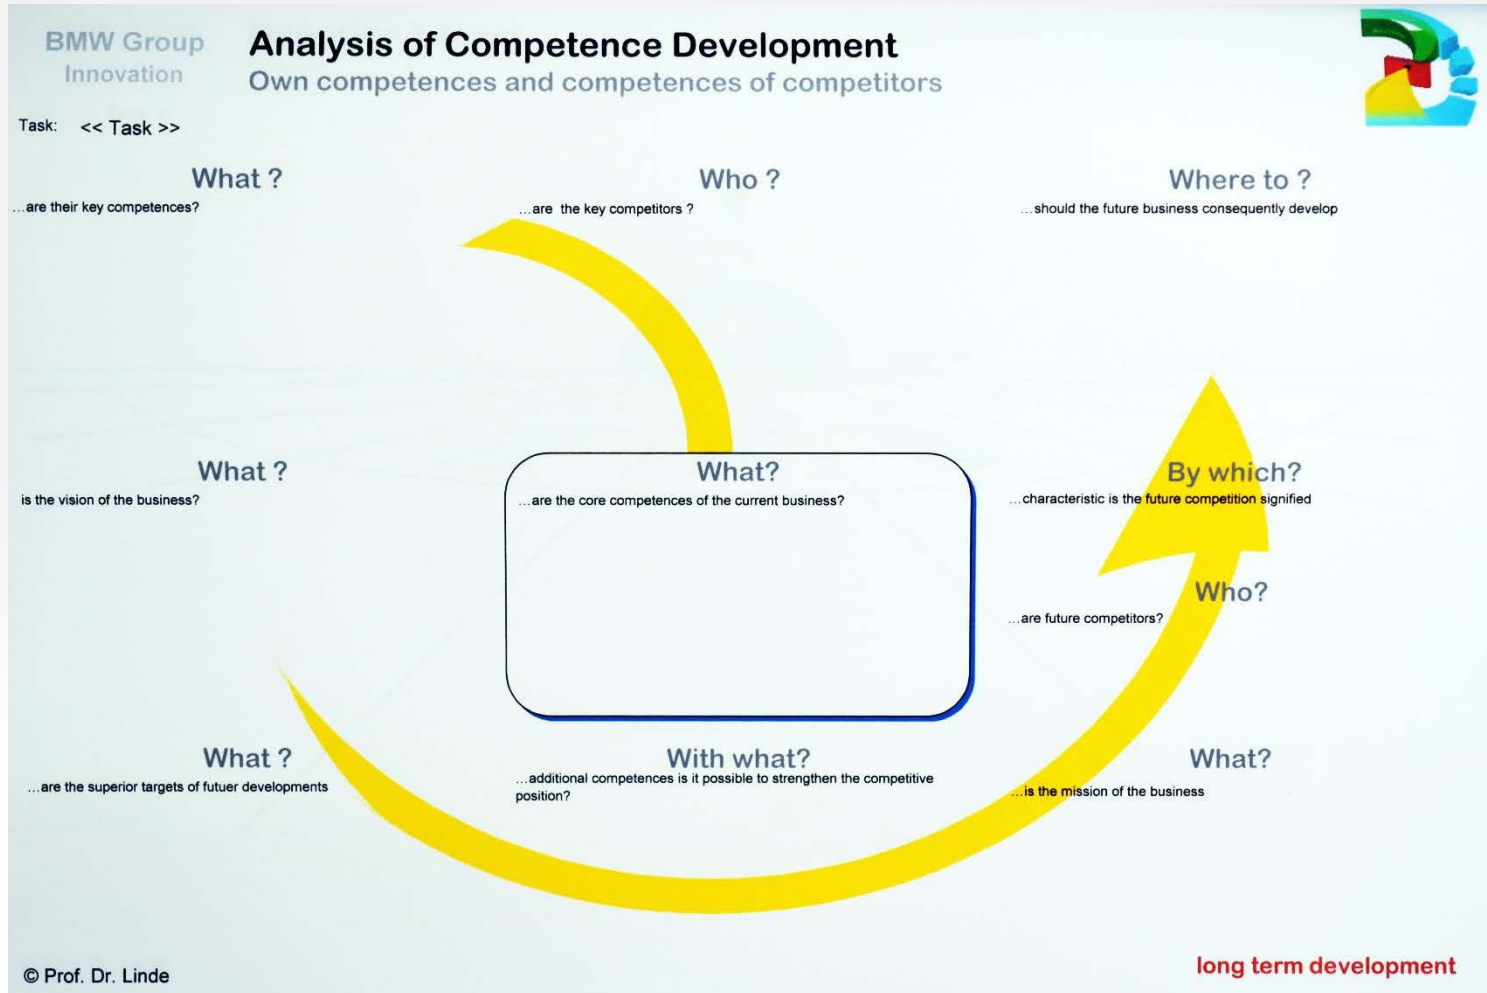 BMW Group
Innovation
Analysis of Competence Development
Own competences and competences of competitors
Task: << Task >>
What ?
...are their key competences?
Who ?
...are the key competitors ?
Where to ?
...should the future business consequently develop
What ?
is the vision of the business?
What?
...are the core competences of the current business?
By which?
...characteristic is the future competition signified
Who?
...are future competitors?
What ?
...are the superior targets of futuer developments
With what?
...additional competences is it possible to strengthen the competitive
position?
What?
...is the mission of the business
© Prof. Dr. Linde
long term development